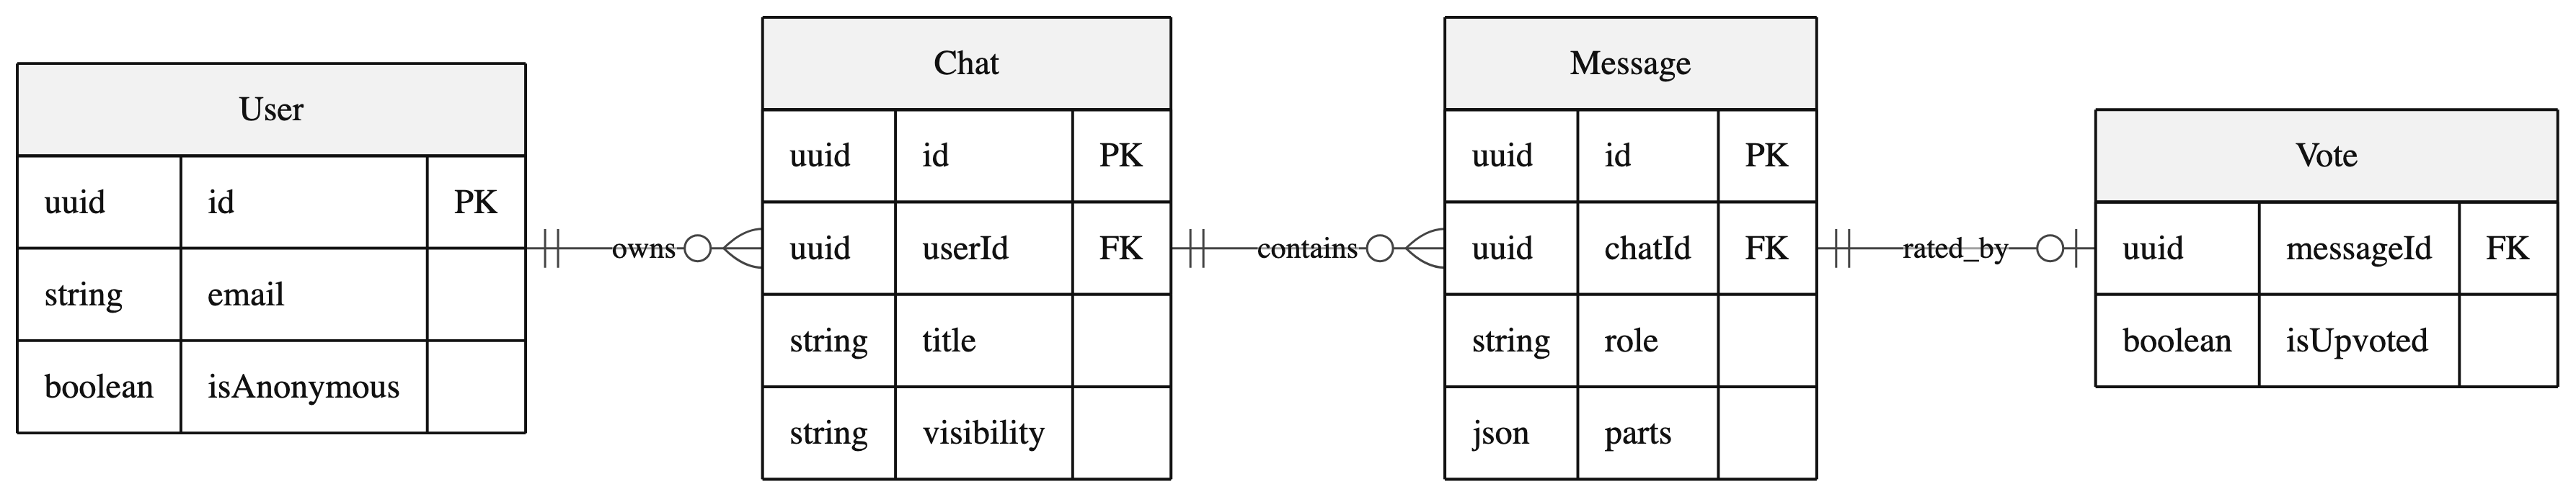 User
uuid id PK
string email
boolean isAnonymous
owns
Chat
uuid id PK
uuid userId FK
string title
string visibility
contains
Message
uuid id PK
uuid chatId FK
string role
json parts
rated_by
Vote
uuid messageId FK
boolean isUpvoted